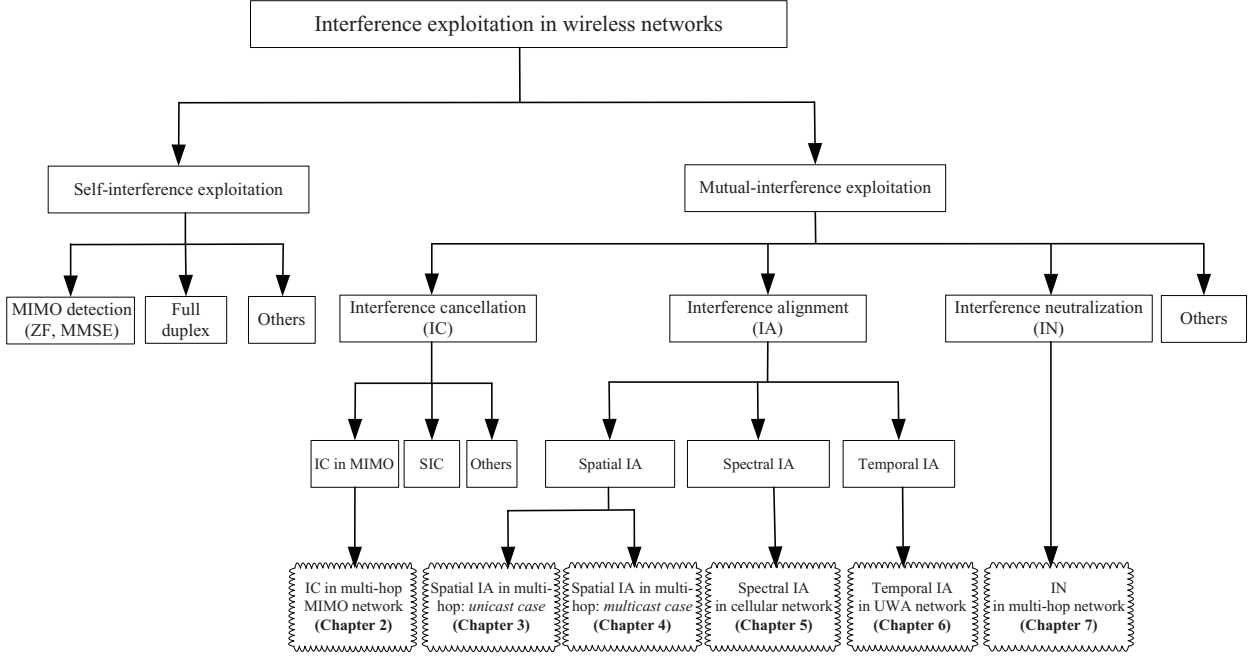 Interference exploitation in wireless networks
Self-interference exploitation
Mutual-interference exploitation
MIMO detection
(ZF, MMSE)
Full
duplex
Others
Interference cancellation
(IC)
Interference alignment
(IA)
Interference neutralization
(IN)
Others
IC in MIMO
SIC
Others
Spatial IA
Spectral IA
Temporal IA
IC in multi-hop
MIMO network
(Chapter 2)
Spatial IA in multi-
hop: unicast case
(Chapter 3)
Spatial IA in multi-
hop: multicast case
(Chapter 4)
Spectral IA
in cellular network
(Chapter 5)
Temporal IA
in UWA network
(Chapter 6)
IN
in multi-hop network
(Chapter 7)